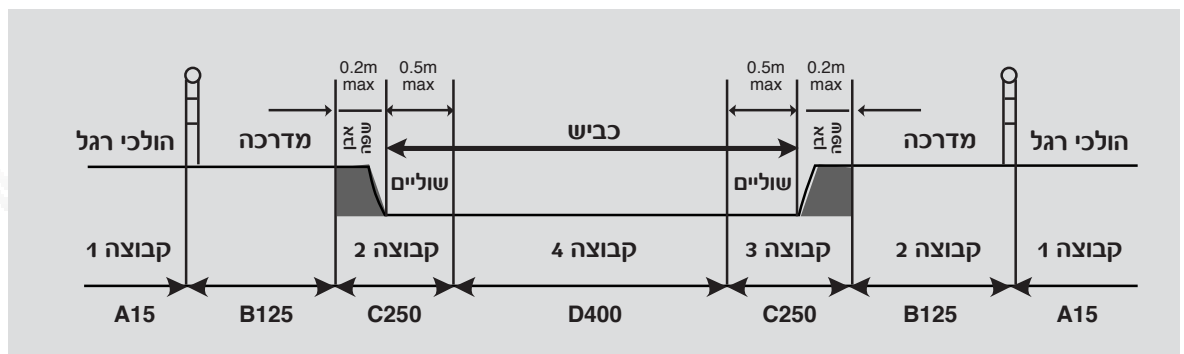 0.2m max
0.5m max
0.5m max
0.2m max
הולכי רגל
מדרכה
אבן שפה
כביש
אבן שפה
מדרכה
הולכי רגל
שוליים
שוליים
קבוצה 1
קבוצה 2
קבוצה 4
קבוצה 3
קבוצה 2
קבוצה 1
A15
B125
C250
D400
C250
B125
A15